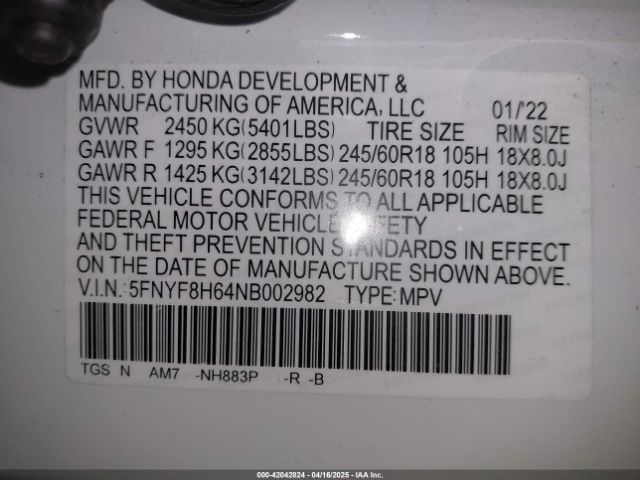 MFD. BY HONDA DEVELOPMENT &
MANUFACTURING OF AMERICA, LLC 01/'22
GVWR 2450 KG(5401LBS) TIRE SIZE RIM SIZE
GAWR F 1295 KG(2855LBS) 245/60R18 105H 18X8.0J
GAWR R 1425 KG(3142LBS) 245/60R18 105H 18X8.0J
THIS VEHICLE CONFORMS TO ALL APPLICABLE
FEDERAL MOTOR VEHICLE SAFETY
AND THEFT PREVENTION STANDARDS IN EFFECT
ON THE DATE OF MANUFACTURE SHOWN ABOVE.
V.I.N.:5FNYF8H64NB002982 TYPE:MPV
TGS N AM7 -NH883P -R -B
000-42042824 - 04/16/2025 - IAA Inc.